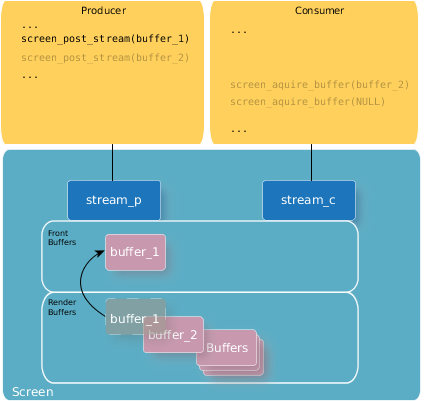 Producer
...
screen_post_stream(buffer_1)
screen_post_stream(buffer_2)
...
Consumer
...
screen_aquire_buffer(buffer_2)
screen_aquire_buffer(NULL)
...
stream_p
stream_c
Front
Buffers
buffer_1
Render
Buffers
buffer_1
buffer_2
Buffers
Screen